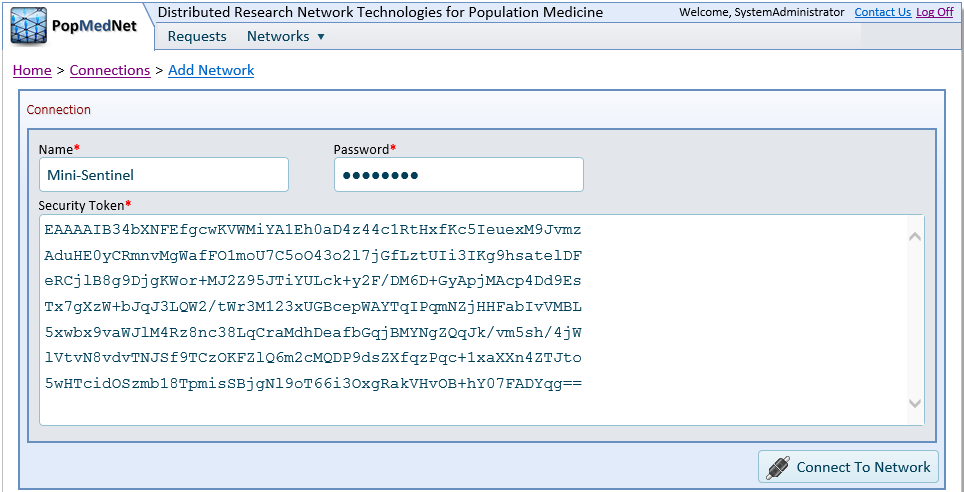 PopMedNet
Distributed Research Network Technologies for Population Medicine
Welcome, SystemAdministrator Contact Us Log Off
Requests Networks ▼
Home > Connections > Add Network
Connection
Name* Password*
Mini-Sentinel ●●●●●●●●
Security Token*
EAAAAIB34bXNFEfgcwKVWMiYA1Eh0aD4z44c1RtHxfKc5IeuexM9Jvmz
AduHE0yCRmnvMgWafFO1moU7C5oO43o2l7jGfLztUIi3IKg9hsatelDF
eRCjlB8g9DjgKWor+MJ2Z95JTiYULck+y2F/DM6D+GyApjMAcp4Dd9Es
Tx7gXzW+bJqJ3LQW2/tWr3M123xUGBcepWAYTqIPqmNZjHHFabIvVMBL
5xwbx9vaWJlM4Rz8nc38LqCraMdhDeafbGqjBMYNgZQqJk/vm5sh/4jW
lVtvN8vdvTNJSf9TCzOKFZlQ6m2cMQDP9dsZXfqzPqc+1xaXXn4ZTJto
5wHTcidOSzmb18TpmisSBjgNl9oT66i3OxgRakVHvOB+hY07FADYqg==
Connect To Network